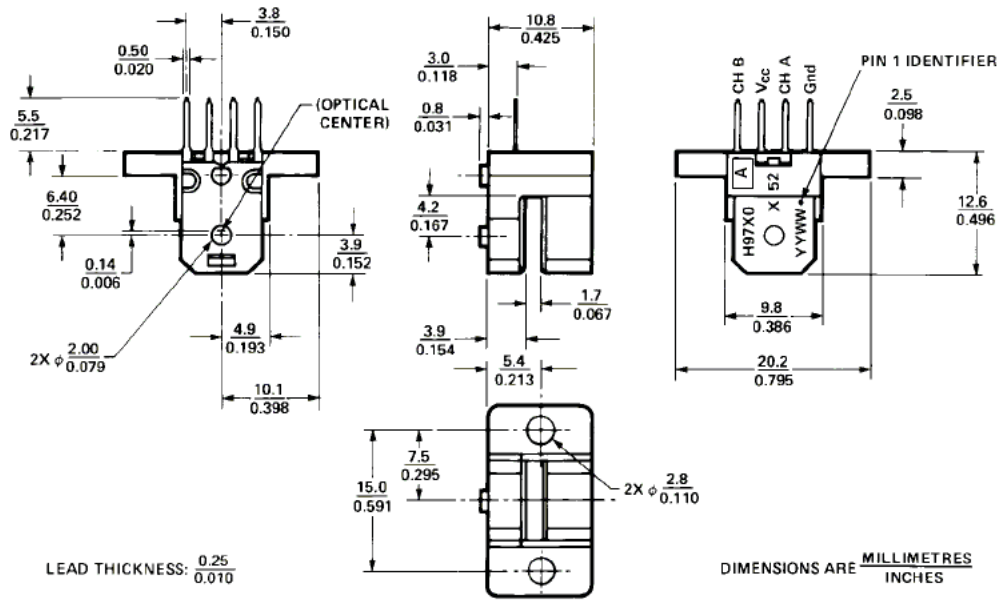 3.8
0.150
0.50
0.020
5.5
0.217
(OPTICAL
CENTER)
6.40
0.252
0.14
0.006
3.9
0.152
2X φ 2.00
0.079
4.9
0.193
10.1
0.398
10.8
0.425
3.0
0.118
0.8
0.031
4.2
0.167
1.7
0.067
3.9
0.154
5.4
0.213
CH B
Vcc
CH A
Gnd
PIN 1 IDENTIFIER
2.5
0.098
A
X 52
H97X0
YYWW
12.6
0.496
9.8
0.386
20.2
0.795
7.5
0.295
15.0
0.591
2X φ 2.8
0.110
LEAD THICKNESS: 0.25
0.010
DIMENSIONS ARE MILLIMETRES
INCHES